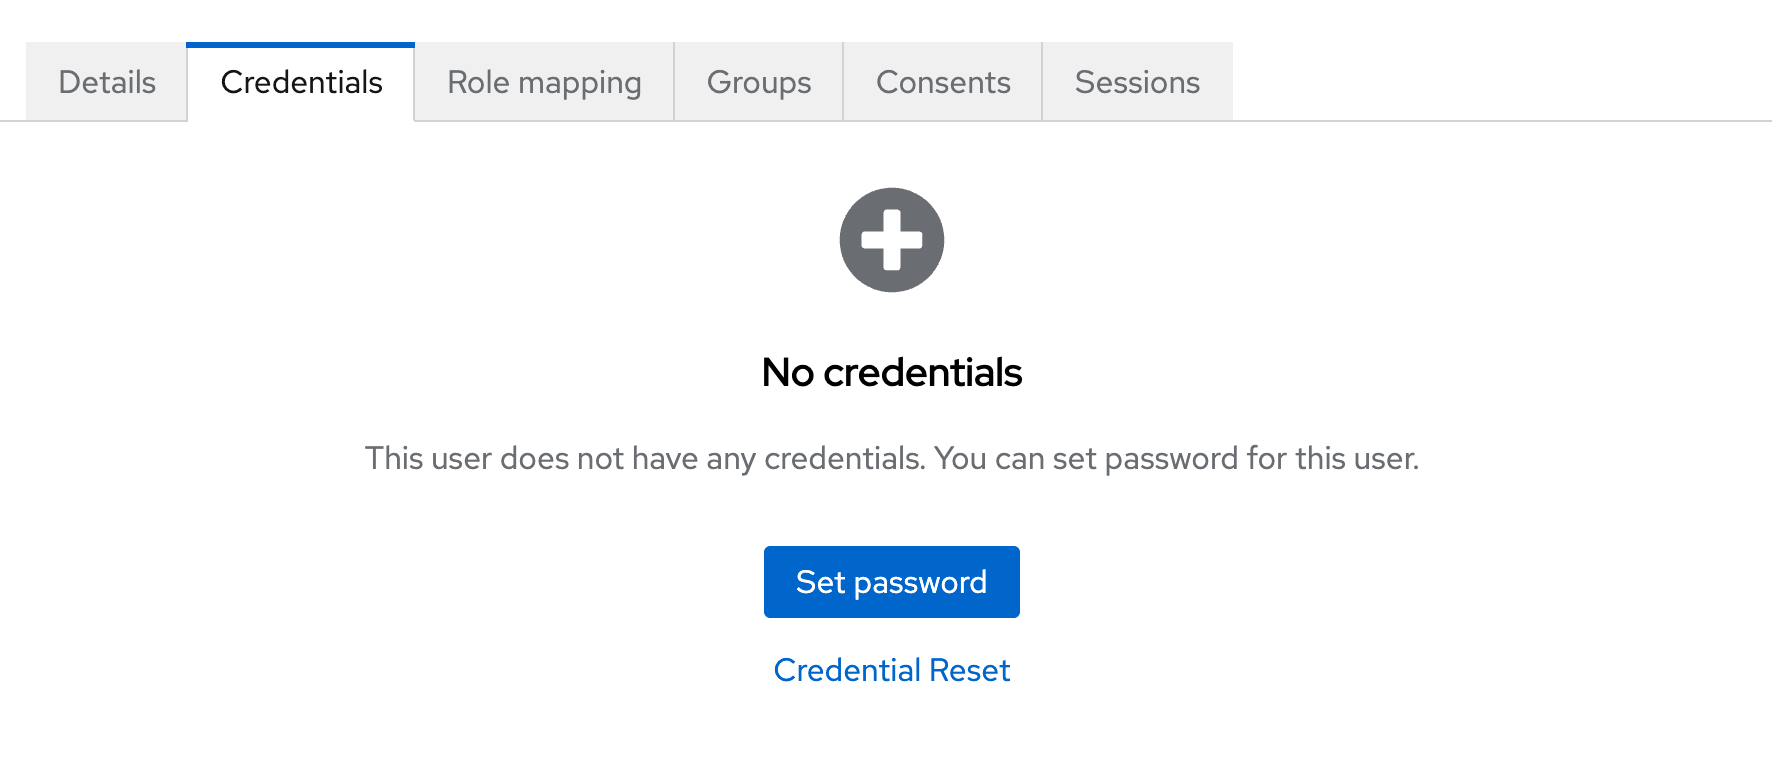 Details Credentials Role mapping Groups Consents Sessions
No credentials
This user does not have any credentials. You can set password for this user.
Set password
Credential Reset